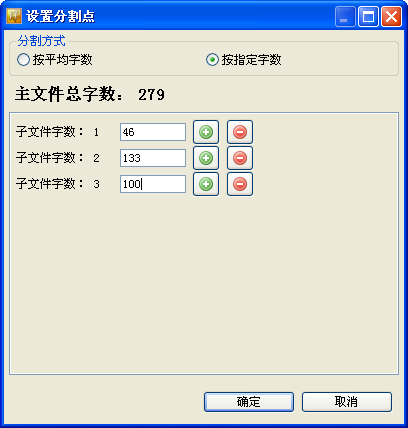 设置分割点
分割方式
按平均字数 按指定字数
主文件总字数： 279
子文件字数： 1 46
子文件字数： 2 133
子文件字数： 3 100
确定 取消